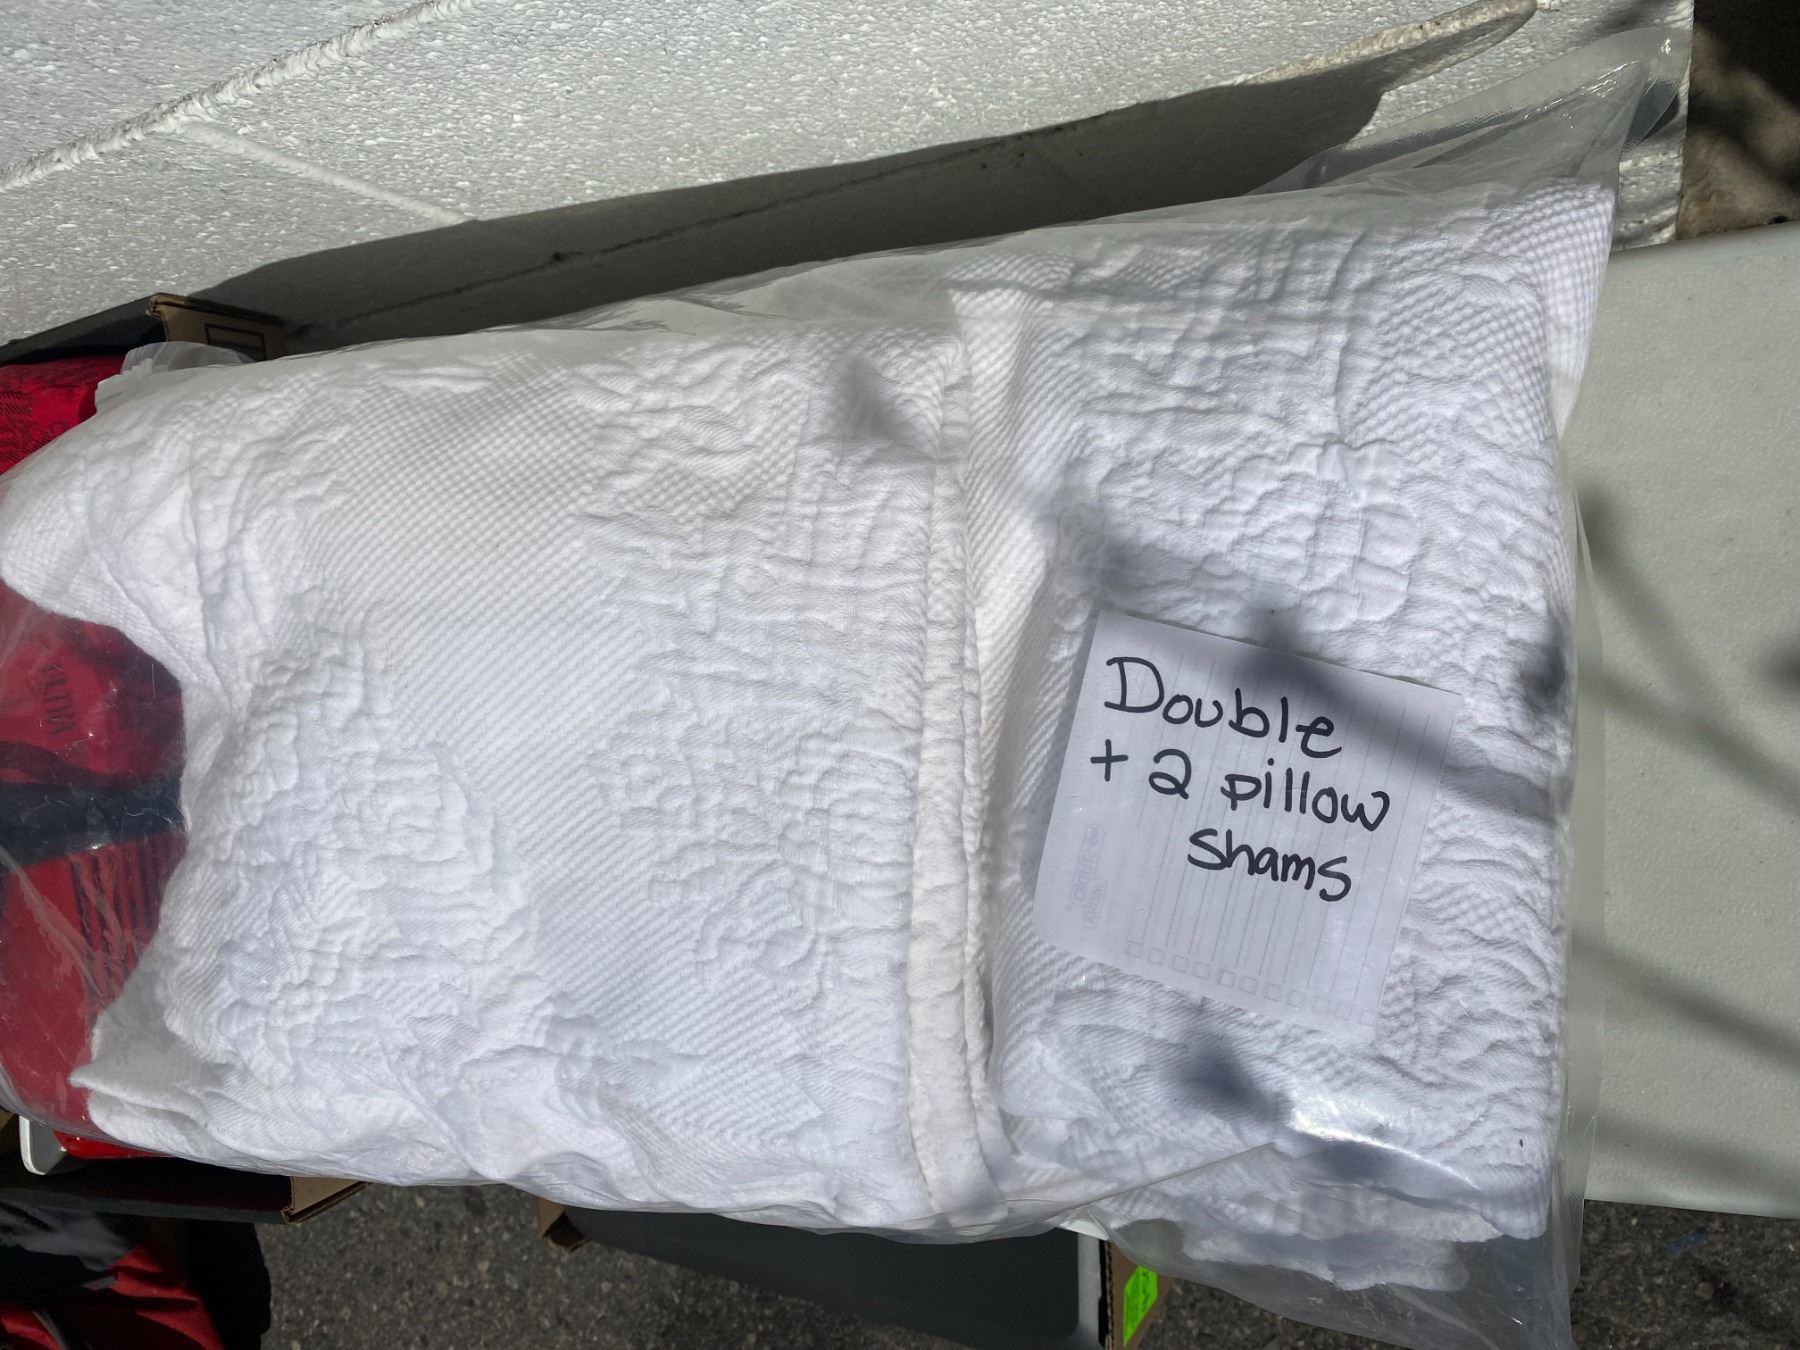 Double
+ 2 pillow
shams